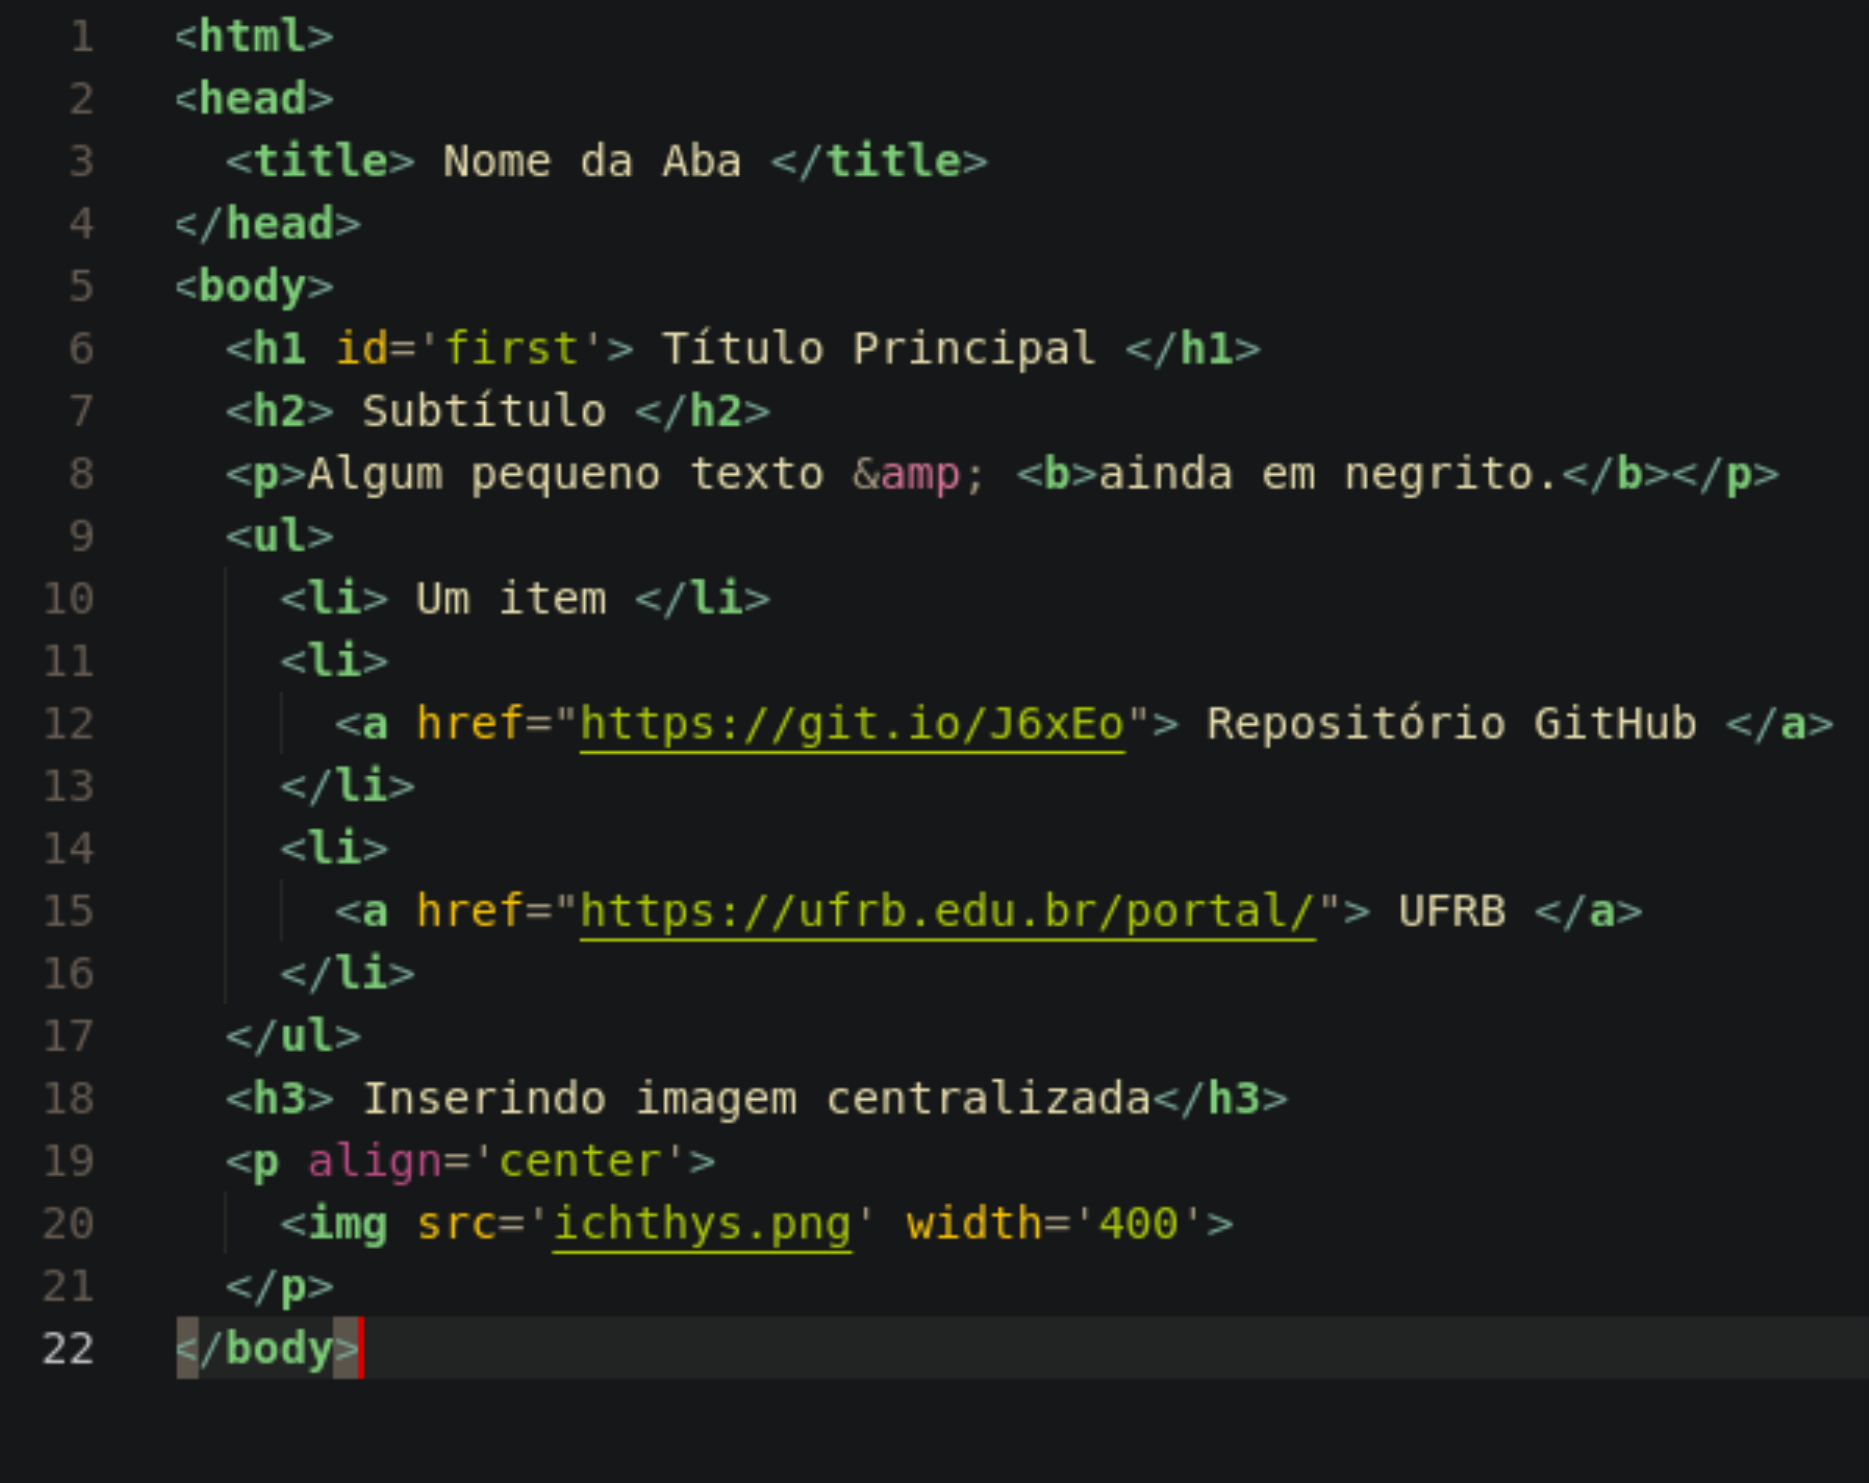 1 <html>
2 <head>
3   <title> Nome da Aba </title>
4 </head>
5 <body>
6   <h1 id='first'> Título Principal </h1>
7   <h2> Subtítulo </h2>
8   <p>Algum pequeno texto &amp; <b>ainda em negrito.</b></p>
9   <ul>
10     <li> Um item </li>
11     <li>
12       <a href="https://git.io/J6xEo"> Repositório GitHub </a>
13     </li>
14     <li>
15       <a href="https://ufrb.edu.br/portal/"> UFRB </a>
16     </li>
17   </ul>
18   <h3> Inserindo imagem centralizada</h3>
19   <p align='center'>
20     <img src='ichthys.png' width='400'>
21   </p>
22 </body>